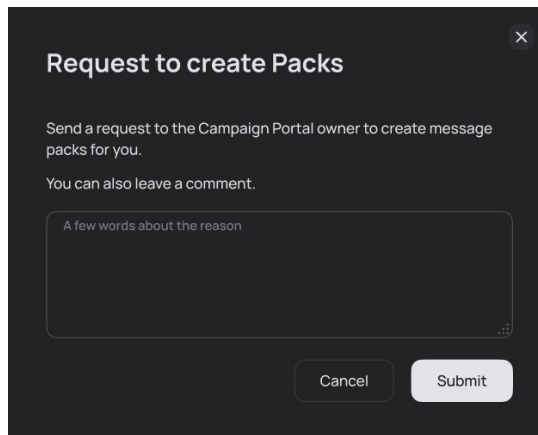 Request to create Packs
Send a request to the Campaign Portal owner to create message
packs for you.
You can also leave a comment.
A few words about the reason
Cancel
Submit